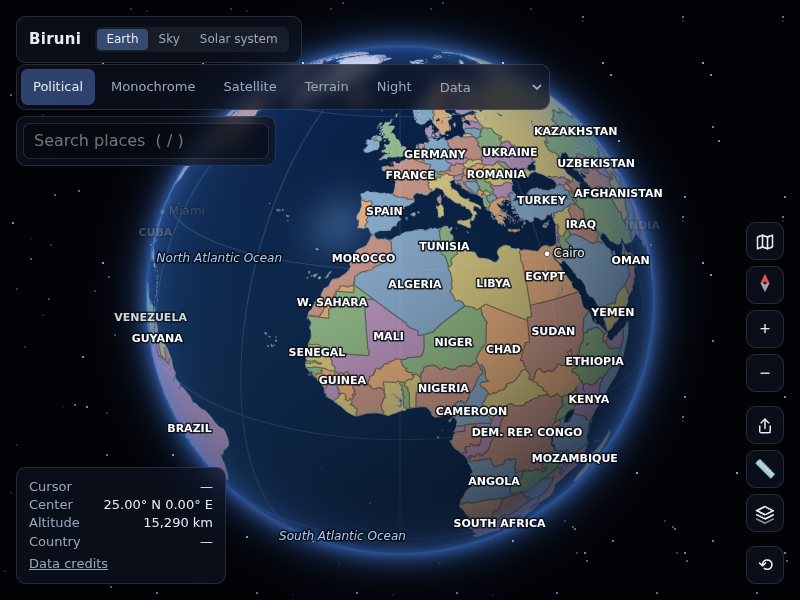 Biruni
Earth
Sky
Solar system
Political
Monochrome
Satellite
Terrain
Night
Data
Search places ( / )
KAZAKHSTAN
GERMANY
UKRAINE
UZBEKISTAN
FRANCE
ROMANIA
AFGHANISTAN
TURKEY
SPAIN
Miami
IRAQ
INDIA
CUBA
TUNISIA
Cairo
North Atlantic Ocean
MOROCCO
OMAN
ALGERIA
LIBYA
EGYPT
W. SAHARA
YEMEN
VENEZUELA
GUYANA
MALI
NIGER
SUDAN
SENEGAL
CHAD
ETHIOPIA
GUINEA
NIGERIA
KENYA
CAMEROON
BRAZIL
DEM. REP. CONGO
MOZAMBIQUE
ANGOLA
SOUTH AFRICA
South Atlantic Ocean
+
−
Cursor —
Center 25.00° N 0.00° E
Altitude 15,290 km
Country —
Data credits